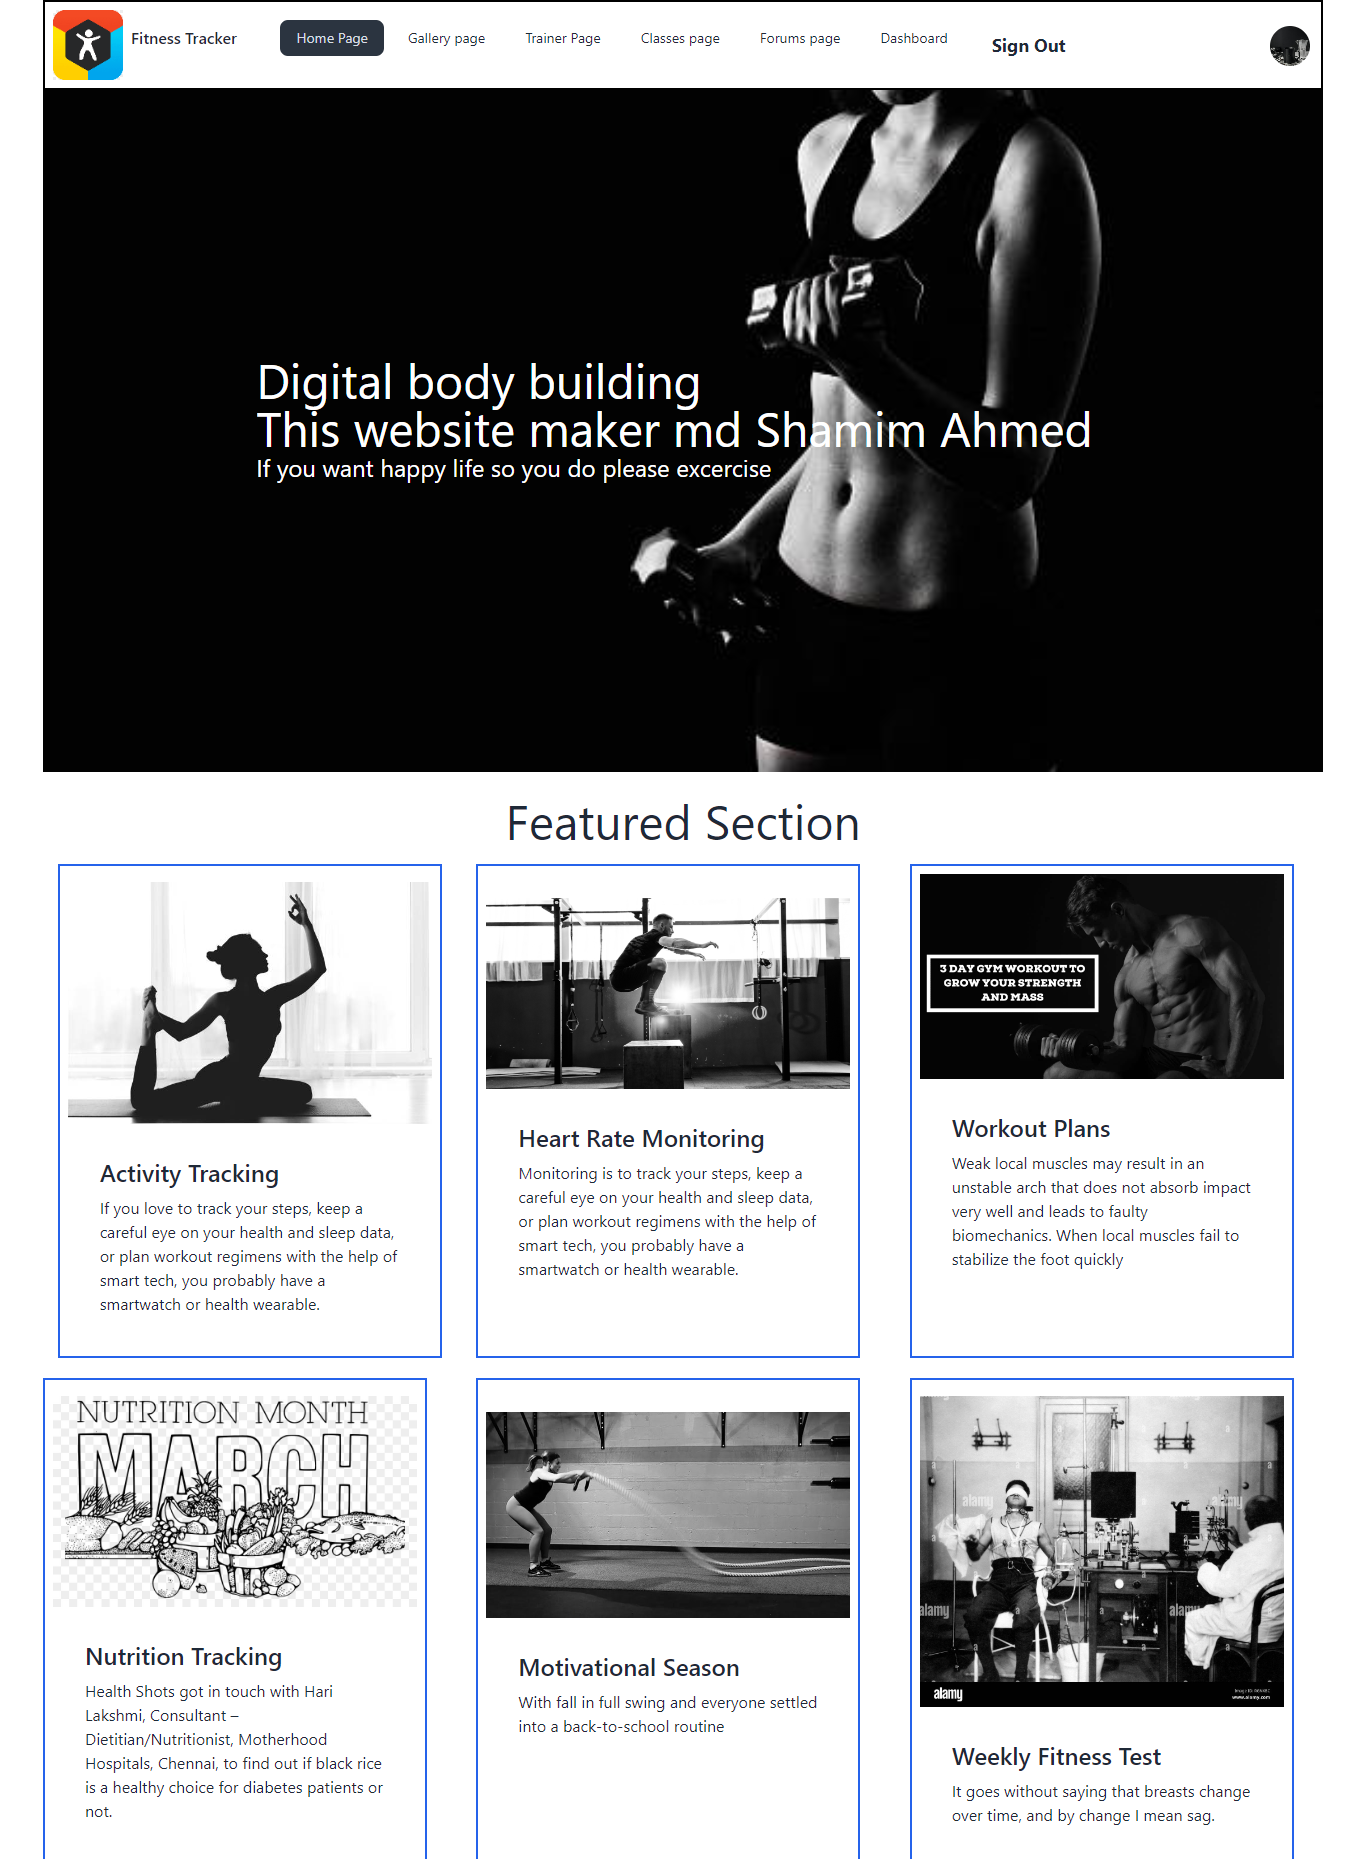 Fitness Tracker
Home Page
Gallery page
Trainer Page
Classes page
Forums page
Dashboard
Sign Out
Digital body building
This website maker md Shamim Ahmed
If you want happy life so you do please excercise
Featured Section
Activity Tracking
If you love to track your steps, keep a
careful eye on your health and sleep data,
or plan workout regimens with the help of
smart tech, you probably have a
smartwatch or health wearable.
Heart Rate Monitoring
Monitoring is to track your steps, keep a
careful eye on your health and sleep data,
or plan workout regimens with the help of
smart tech, you probably have a
smartwatch or health wearable.
3 DAY GYM WORKOUT TO
GROW YOUR STRENGTH
AND MASS
Workout Plans
Weak local muscles may result in an
unstable arch that does not absorb impact
very well and leads to faulty
biomechanics. When local muscles fail to
stabilize the foot quickly
NUTRITION MONTH
MARCH
Nutrition Tracking
Health Shots got in touch with Hari
Lakshmi, Consultant –
Dietitian/Nutritionist, Motherhood
Hospitals, Chennai, to find out if black rice
is a healthy choice for diabetes patients or
not.
Motivational Season
With fall in full swing and everyone settled
into a back-to-school routine
alamy
alamy
alamy
alamy
alamy
www.alamy.com
Weekly Fitness Test
It goes without saying that breasts change
over time, and by change I mean sag.